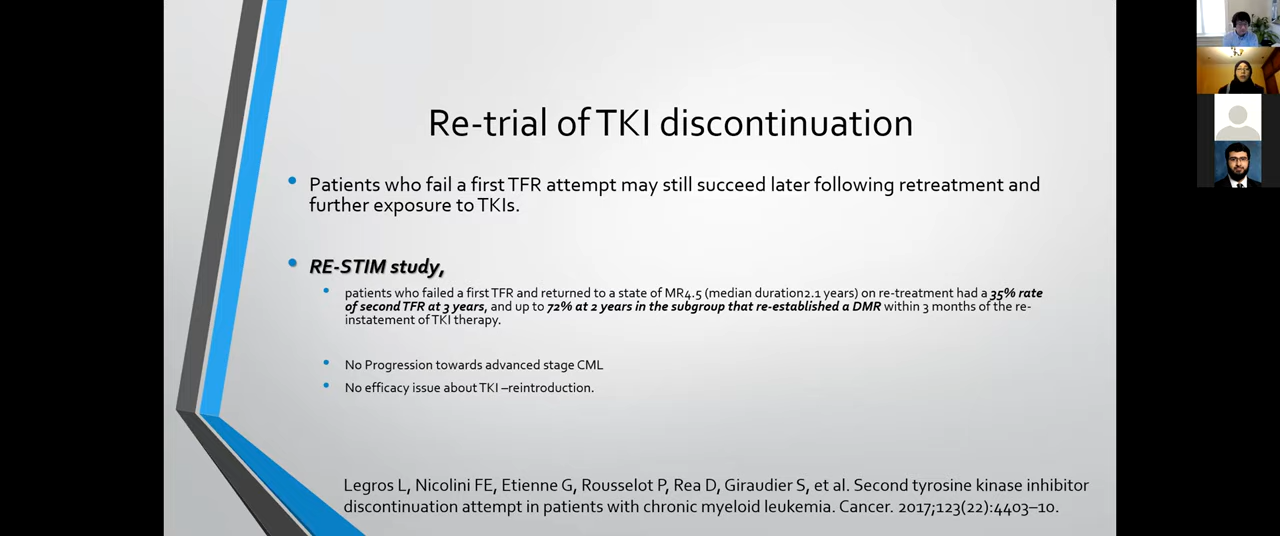 Re-trial of TKI discontinuation
Patients who fail a first TFR attempt may still succeed later following retreatment and
further exposure to TKIs.
RE-STIM study,
patients who failed a first TFR and returned to a state of MR4.5 (median duration2.1 years) on re-treatment had a 35% rate
of second TFR at 3 years, and up to 72% at 2 years in the subgroup that re-established a DMR within 3 months of the re-
instatement of TKI therapy.
No Progression towards advanced stage CML
No efficacy issue about TKI –reintroduction.
Legros L, Nicolini FE, Etienne G, Rousselot P, Rea D, Giraudier S, et al. Second tyrosine kinase inhibitor
discontinuation attempt in patients with chronic myeloid leukemia. Cancer. 2017;123(22):4403–10.